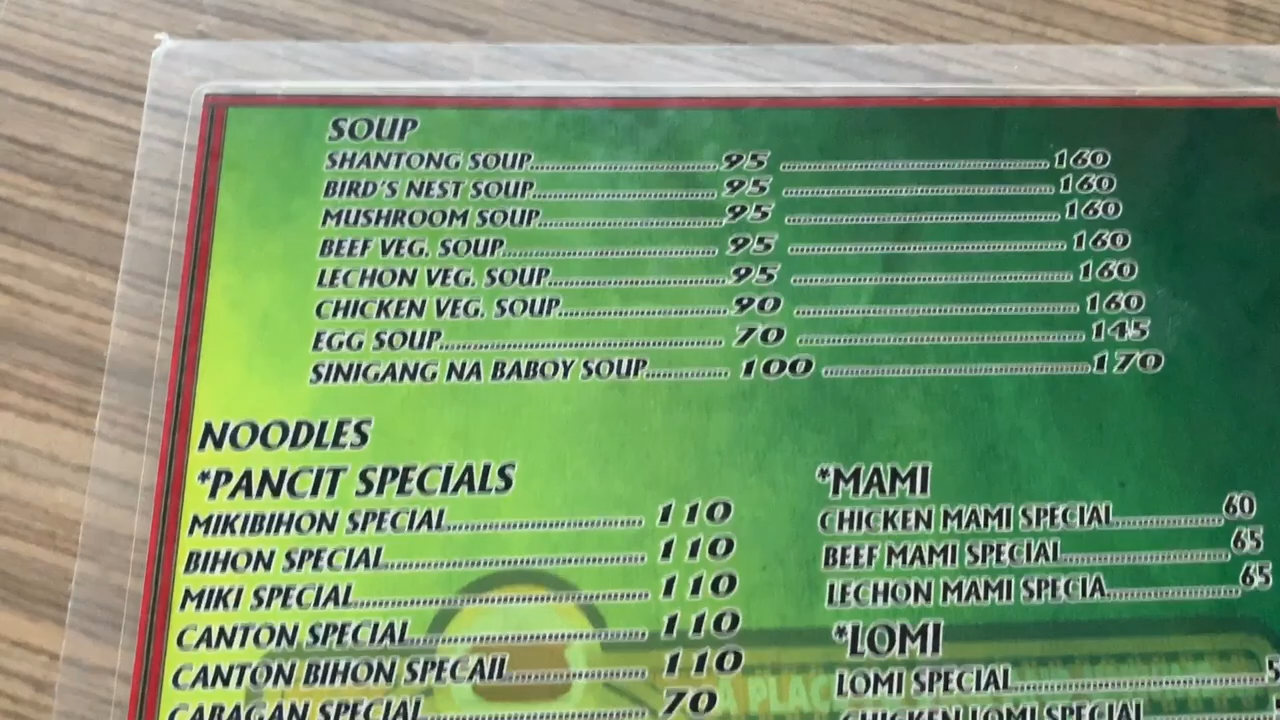 SOUP
SHANTONG SOUP 95 160
BIRD'S NEST SOUP 95 160
MUSHROOM SOUP 95 160
BEEF VEG. SOUP 95 160
LECHON VEG. SOUP 95 160
CHICKEN VEG. SOUP 90 160
EGG SOUP 70 145
SINIGANG NA BABOY SOUP 100 170
NOODLES
*PANCIT SPECIALS
MIKIBIHON SPECIAL 110
BIHON SPECIAL 110
MIKI SPECIAL 110
CANTON SPECIAL 110
CANTON BIHON SPECAIL 110
CABAGAN SPECIAL 70
*MAMI
CHICKEN MAMI SPECIAL 60
BEEF MAMI SPECIAL 65
LECHON MAMI SPECIA 65
*LOMI
LOMI SPECIAL
CHICKEN LOMI SPECIAL
A PLAC